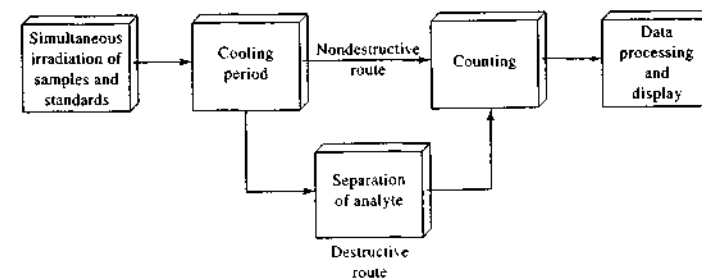 Simultaneous
irradiation of
samples and
standards
Cooling
period
Nondestructive
route
Counting
Data
processing
and
display
Separation
of analyte
Destructive
route